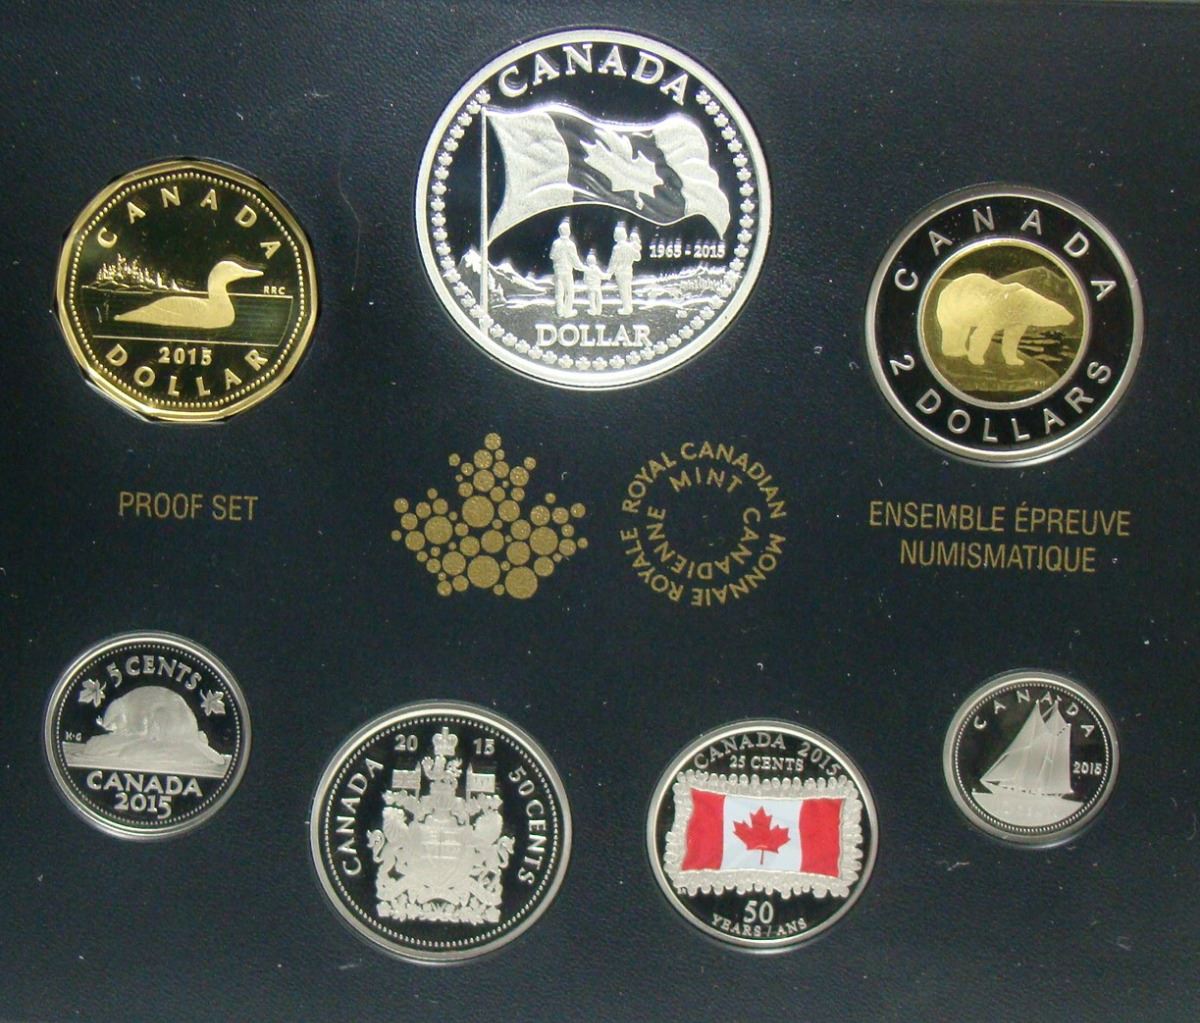 CANADA
1965 - 2015
DOLLAR
CANADA
RRC
2015
DOLLAR
CANADA
2 DOLLARS
PROOF SET
ROYAL CANADIAN MINT
MONNAIE ROYALE CANADIENNE
ENSEMBLE ÉPREUVE
NUMISMATIQUE
5 CENTS
K·G
CANADA
2015
2015
CANADA
50 CENTS
CANADA 2015
25 CENTS
50
YEARS / ANS
CANADA
2015